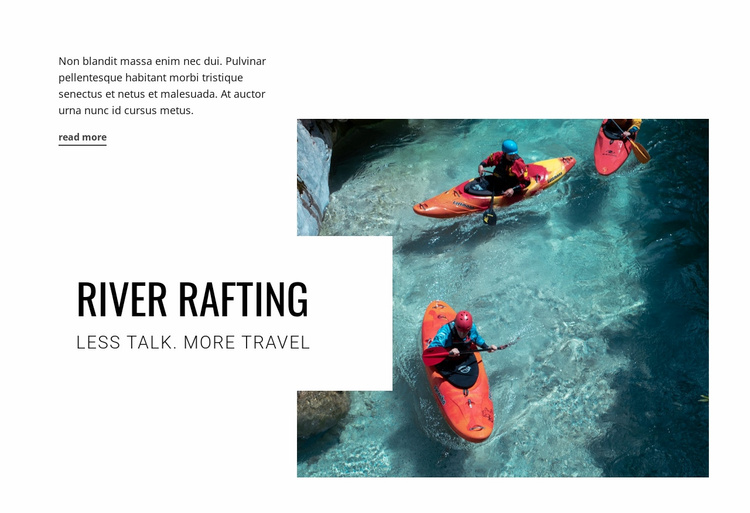 Non blandit massa enim nec dui. Pulvinar
pellentesque habitant morbi tristique
senectus et netus et malesuada. At auctor
urna nunc id cursus metus.
read more
RIVER RAFTING
LESS TALK. MORE TRAVEL